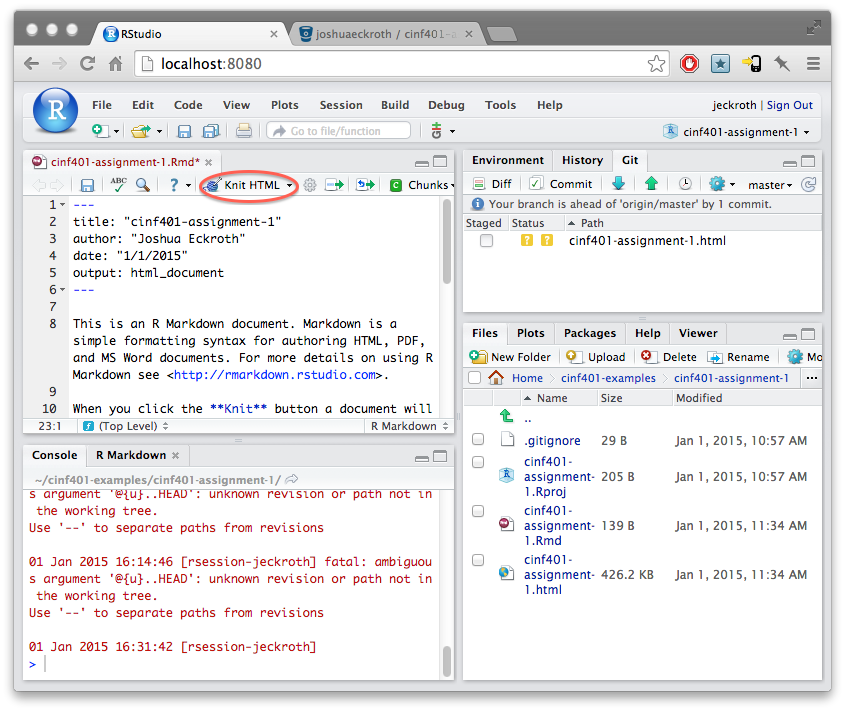 RStudio
joshuaeckroth / cinf401-a
localhost:8080
R
File Edit Code View Plots Session Build Debug Tools Help
jeckroth | Sign Out
Go to file/function
cinf401-assignment-1
cinf401-assignment-1.Rmd*
ABC
?
Knit HTML
C Chunks
1 ---
2 title: "cinf401-assignment-1"
3 author: "Joshua Eckroth"
4 date: "1/1/2015"
5 output: html_document
6 ---
7
8 This is an R Markdown document. Markdown is a
simple formatting syntax for authoring HTML, PDF,
and MS Word documents. For more details on using R
Markdown see <http://rmarkdown.rstudio.com>.
9
10 When you click the **Knit** button a document will
23:1 (Top Level) R Markdown
Console R Markdown
~/cinf401-examples/cinf401-assignment-1/
s argument '@{u}..HEAD': unknown revision or path not in
the working tree.
Use '--' to separate paths from revisions
01 Jan 2015 16:14:46 [rsession-jeckroth] fatal: ambiguou
s argument '@{u}..HEAD': unknown revision or path not in
the working tree.
Use '--' to separate paths from revisions
01 Jan 2015 16:31:42 [rsession-jeckroth]
>
Environment History Git
Diff Commit master
Your branch is ahead of 'origin/master' by 1 commit.
Staged Status Path
? ? cinf401-assignment-1.html
Files Plots Packages Help Viewer
New Folder Upload Delete Rename Mo
Home cinf401-examples cinf401-assignment-1 ...
Name Size Modified
..
.gitignore 29 B Jan 1, 2015, 10:57 AM
cinf401-
assignment- 205 B Jan 1, 2015, 10:57 AM
1.Rproj
cinf401-
assignment- 139 B Jan 1, 2015, 11:34 AM
1.Rmd
cinf401-
assignment- 426.2 KB Jan 1, 2015, 11:34 AM
1.html